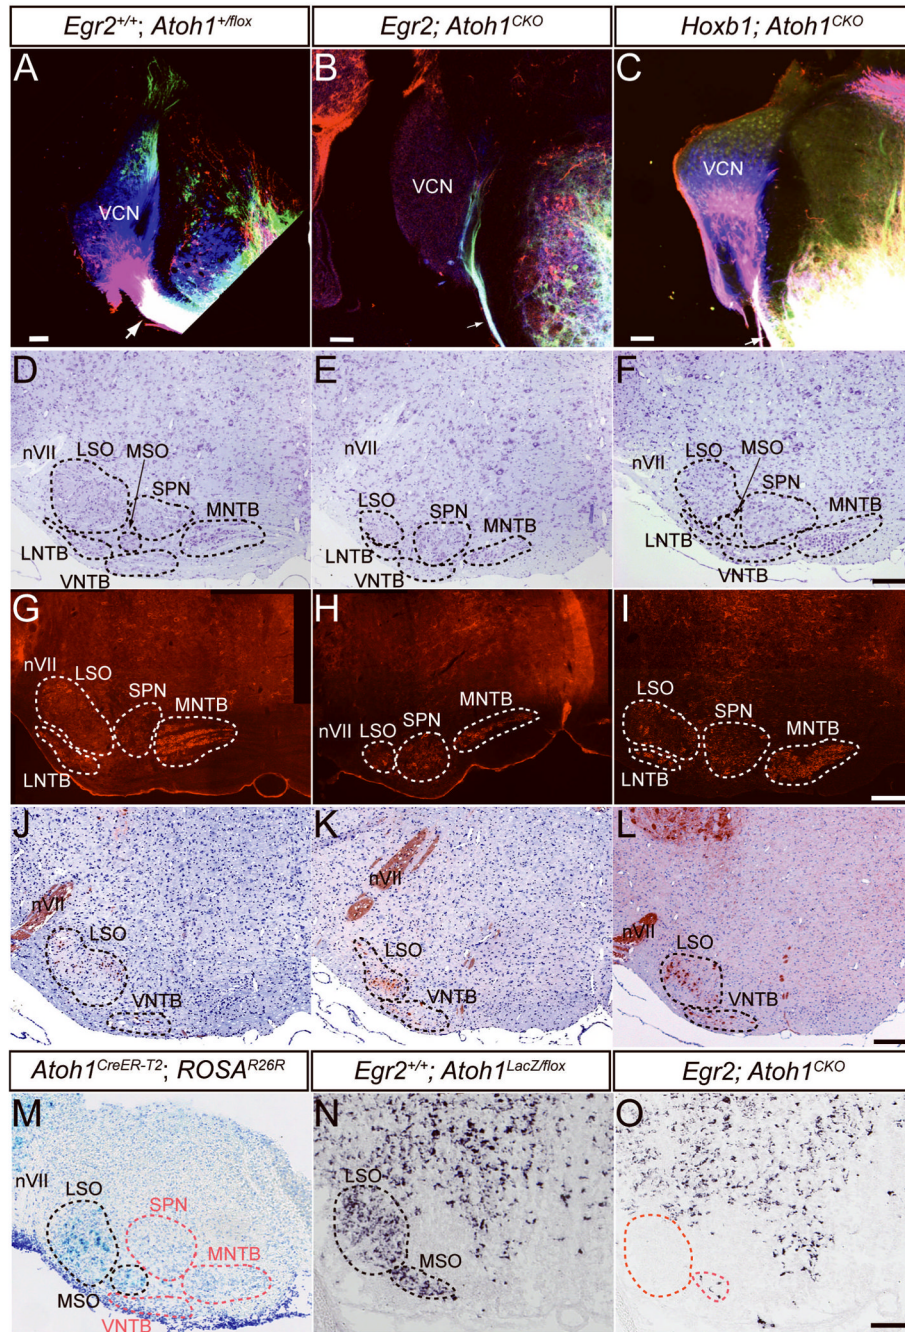 Egr2+/+; Atoh1+/flox
Egr2; Atoh1CKO
Hoxb1; Atoh1CKO
A
VCN
B
VCN
C
VCN
D
nVII
LSO
MSO
SPN
MNTB
LNTB
VNTB
E
nVII
LSO
SPN
MNTB
LNTB
VNTB
F
nVII
LSO
MSO
SPN
MNTB
LNTB
VNTB
G
nVII
LSO
SPN
MNTB
LNTB
H
nVII
LSO
SPN
MNTB
I
LSO
SPN
MNTB
LNTB
J
nVII
LSO
VNTB
K
nVII
LSO
VNTB
L
nVII
LSO
VNTB
Atoh1CreER-T2; ROSAR26R
Egr2+/+; Atoh1LacZ/flox
Egr2; Atoh1CKO
M
nVII
LSO
SPN
MNTB
MSO
VNTB
N
LSO
MSO
O